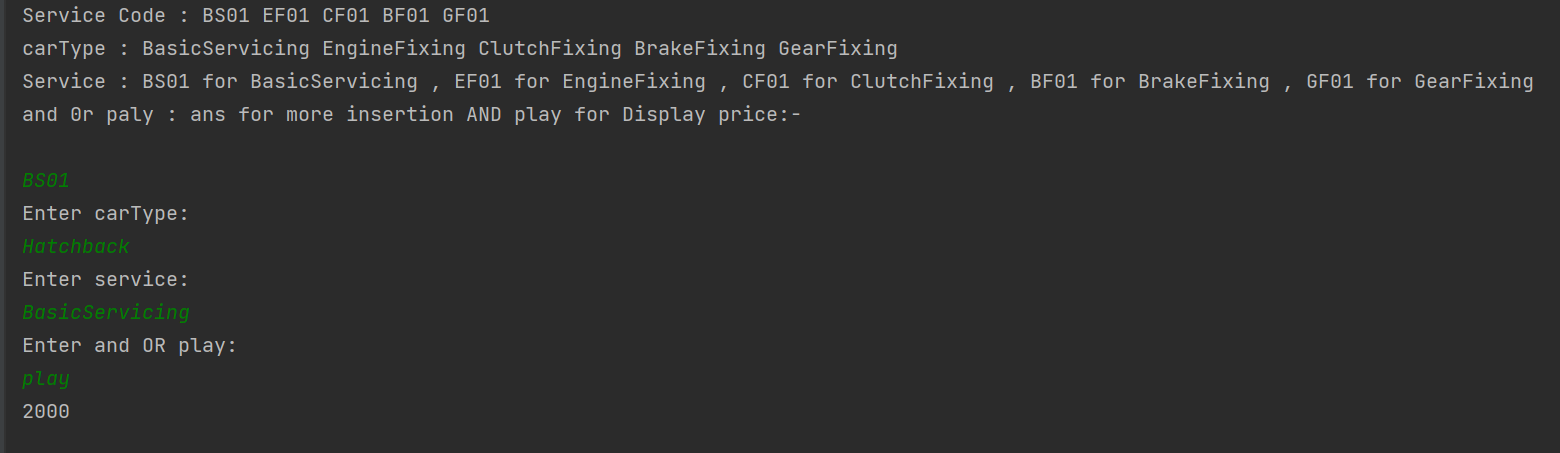 Service Code : BS01 EF01 CF01 BF01 GF01
carType : BasicServicing EngineFixing ClutchFixing BrakeFixing GearFixing
Service : BS01 for BasicServicing , EF01 for EngineFixing , CF01 for ClutchFixing , BF01 for BrakeFixing , GF01 for GearFixing
and 0r paly : ans for more insertion AND play for Display price:-
BS01
Enter carType:
Hatchback
Enter service:
BasicServicing
Enter and OR play:
play
2000